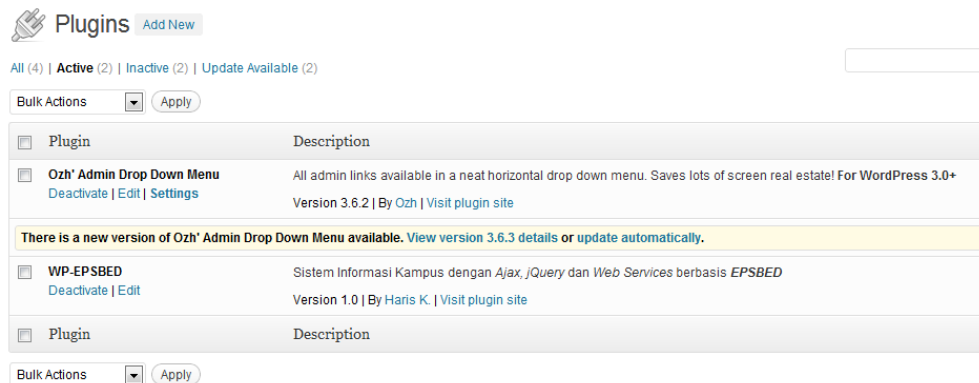 Plugins Add New
All (4) | Active (2) | Inactive (2) | Update Available (2)
Bulk Actions Apply
Plugin Description
Ozh' Admin Drop Down Menu All admin links available in a neat horizontal drop down menu. Saves lots of screen real estate! For WordPress 3.0+
Deactivate | Edit | Settings
Version 3.6.2 | By Ozh | Visit plugin site
There is a new version of Ozh' Admin Drop Down Menu available. View version 3.6.3 details or update automatically.
WP-EPSBED Sistem Informasi Kampus dengan Ajax, jQuery dan Web Services berbasis EPSBED
Deactivate | Edit
Version 1.0 | By Haris K. | Visit plugin site
Plugin Description
Bulk Actions Apply